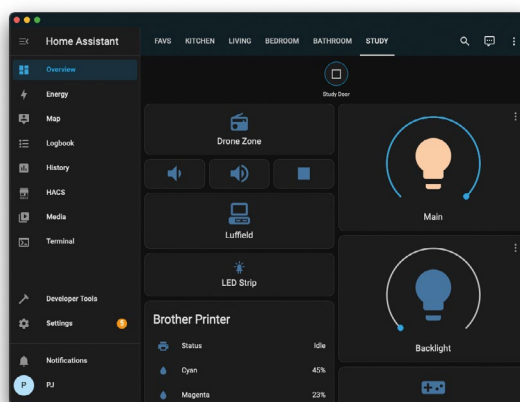 Home Assistant
FAVS KITCHEN LIVING BEDROOM BATHROOM STUDY
Overview
Energy
Map
Logbook
History
HACS
Media
Terminal
Developer Tools
Settings 5
Notifications
P PJ
Study Door
Drone Zone
Luffield
LED Strip
Brother Printer
Status Idle
Cyan 45%
Magenta 23%
Main
Backlight